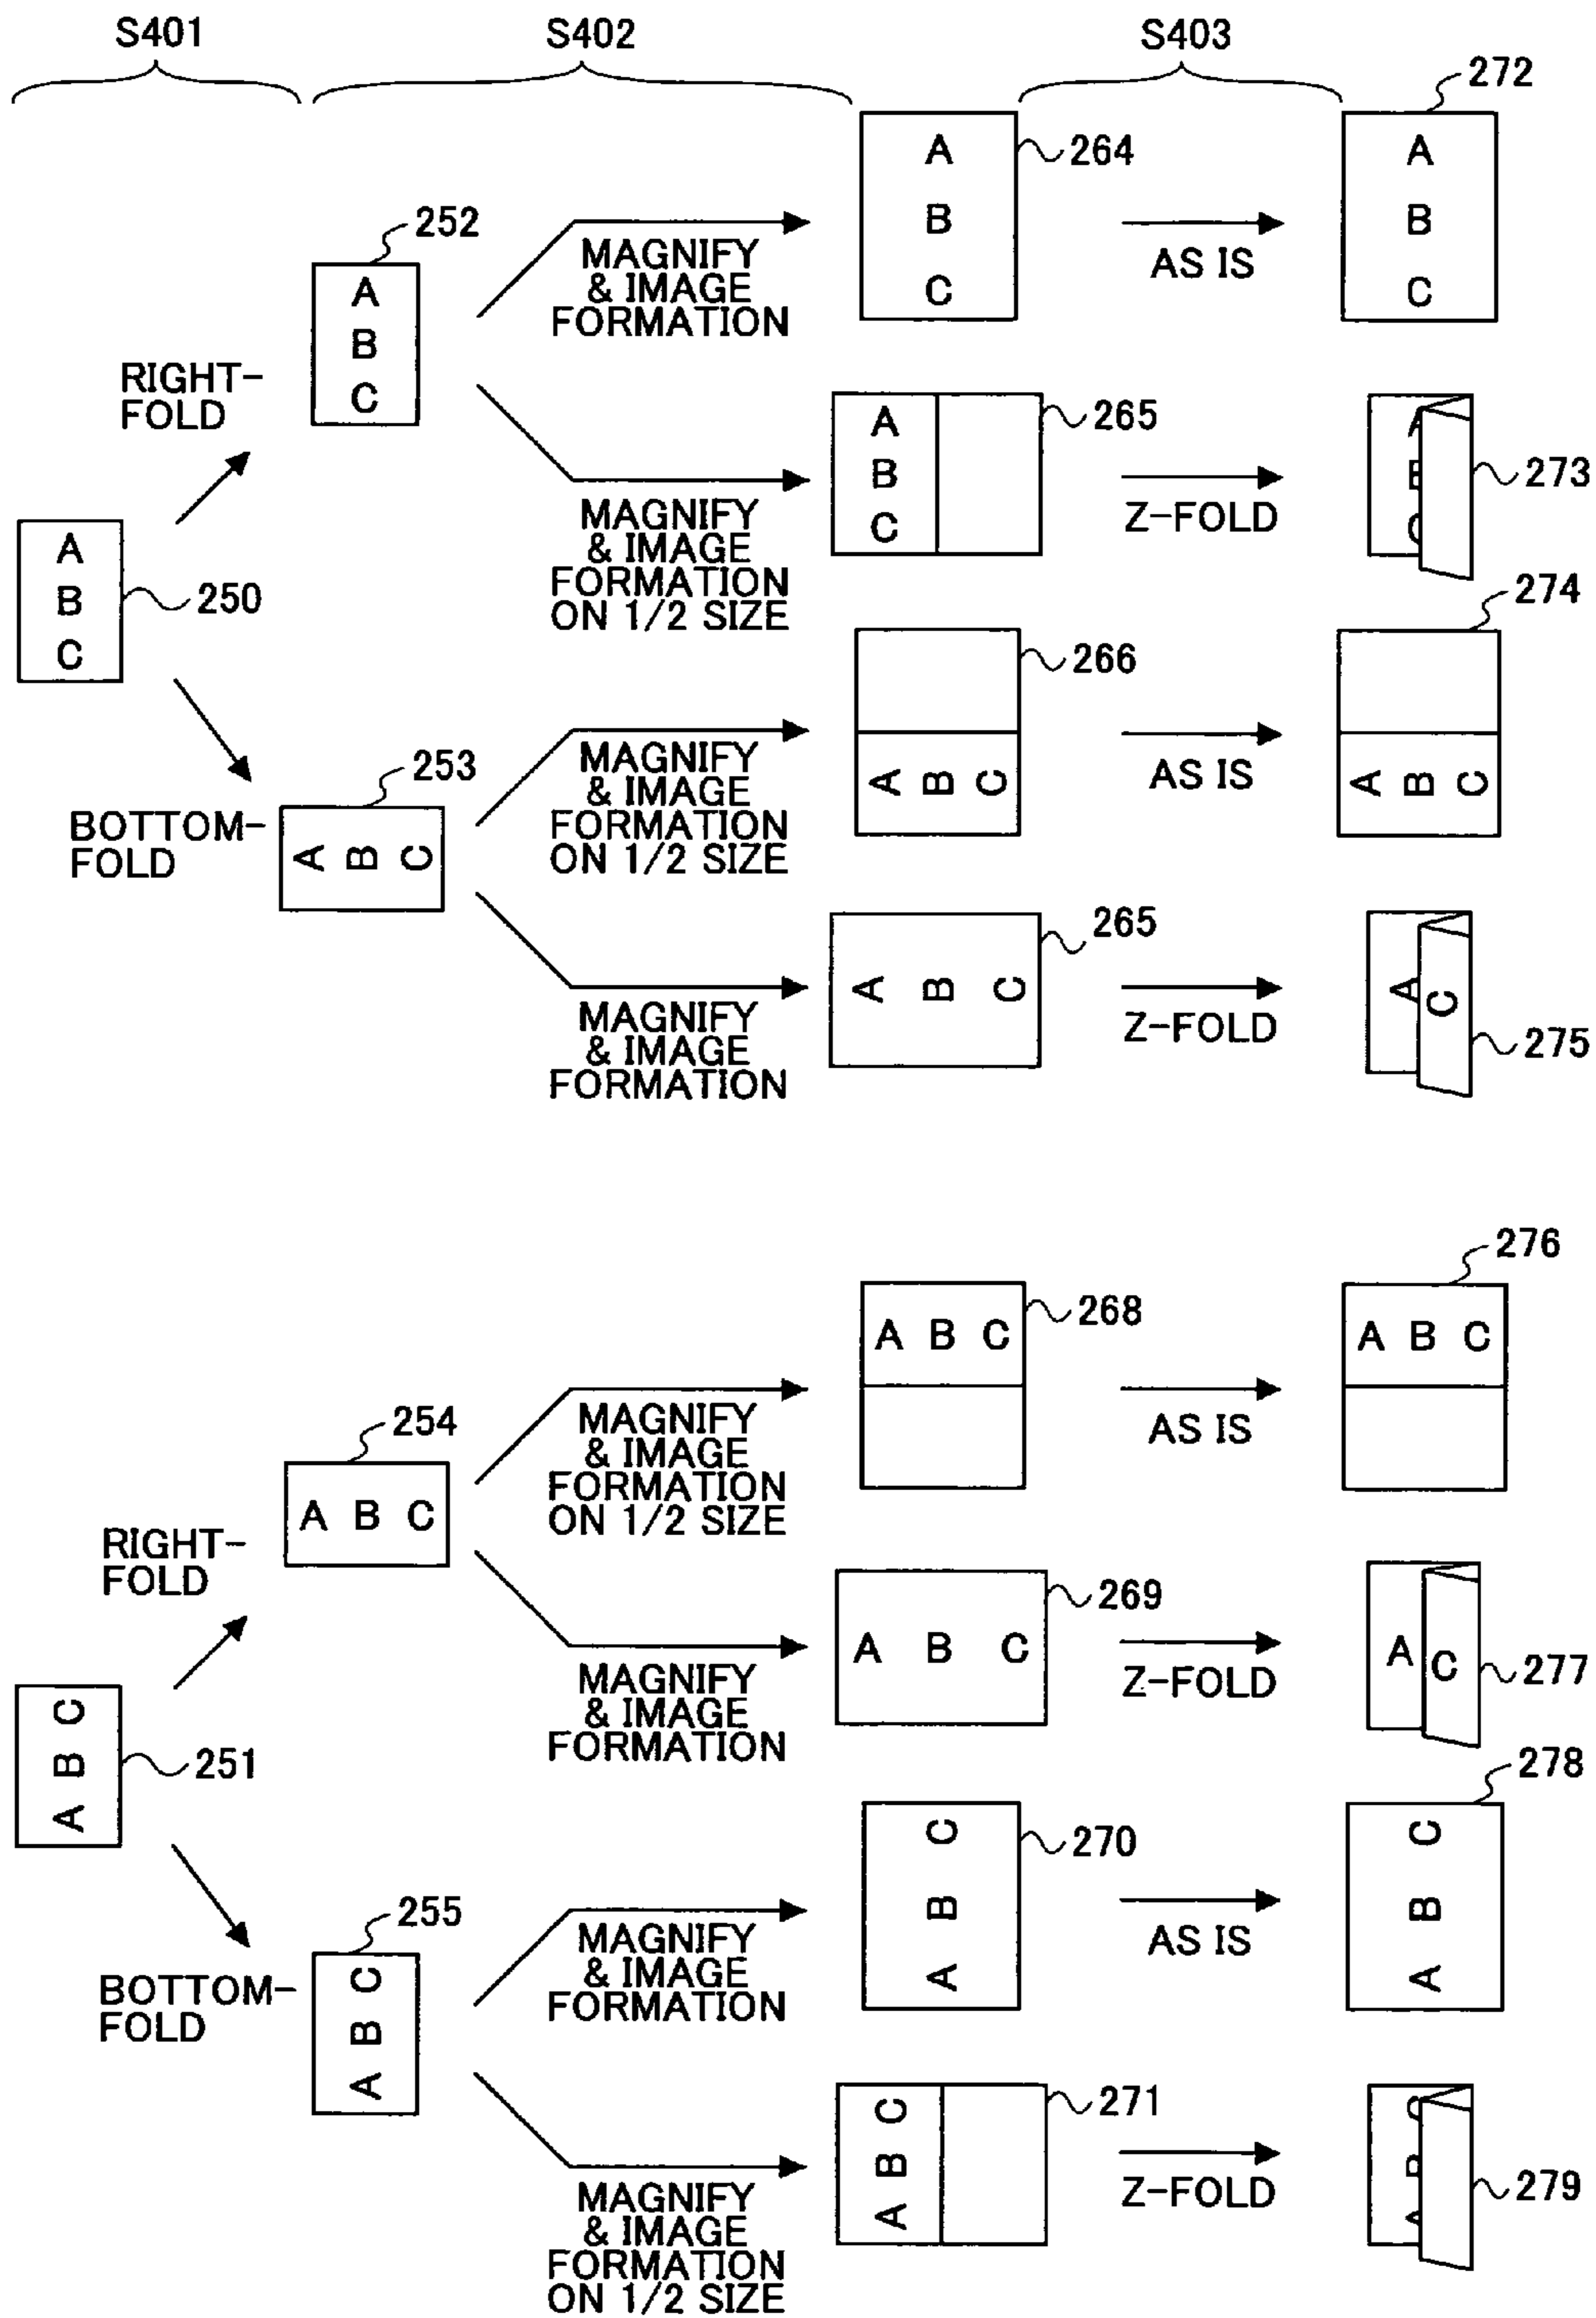 S401
S402
S403
272
A
B
C
264
A
B
C
252
A
B
C
MAGNIFY
& IMAGE
FORMATION
AS IS
RIGHT-
FOLD
A
B
C
265
A
B
C
273
MAGNIFY
& IMAGE
FORMATION
ON 1/2 SIZE
Z-FOLD
A
B
C
250
274
266
253
MAGNIFY
& IMAGE
FORMATION
ON 1/2 SIZE
AS IS
A B C
A B C
BOTTOM-
FOLD
A B C
265
A B C
A
C
MAGNIFY
& IMAGE
FORMATION
Z-FOLD
275
276
268
A B C
A B C
254
MAGNIFY
& IMAGE
FORMATION
ON 1/2 SIZE
AS IS
A B C
RIGHT-
FOLD
269
A B C
A
C
277
MAGNIFY
& IMAGE
FORMATION
Z-FOLD
C
B
A
251
278
C
B
A
270
C
B
A
255
MAGNIFY
& IMAGE
FORMATION
AS IS
BOTTOM-
FOLD
C
B
A
271
C
B
A
C
B
A
279
MAGNIFY
& IMAGE
FORMATION
ON 1/2 SIZE
Z-FOLD